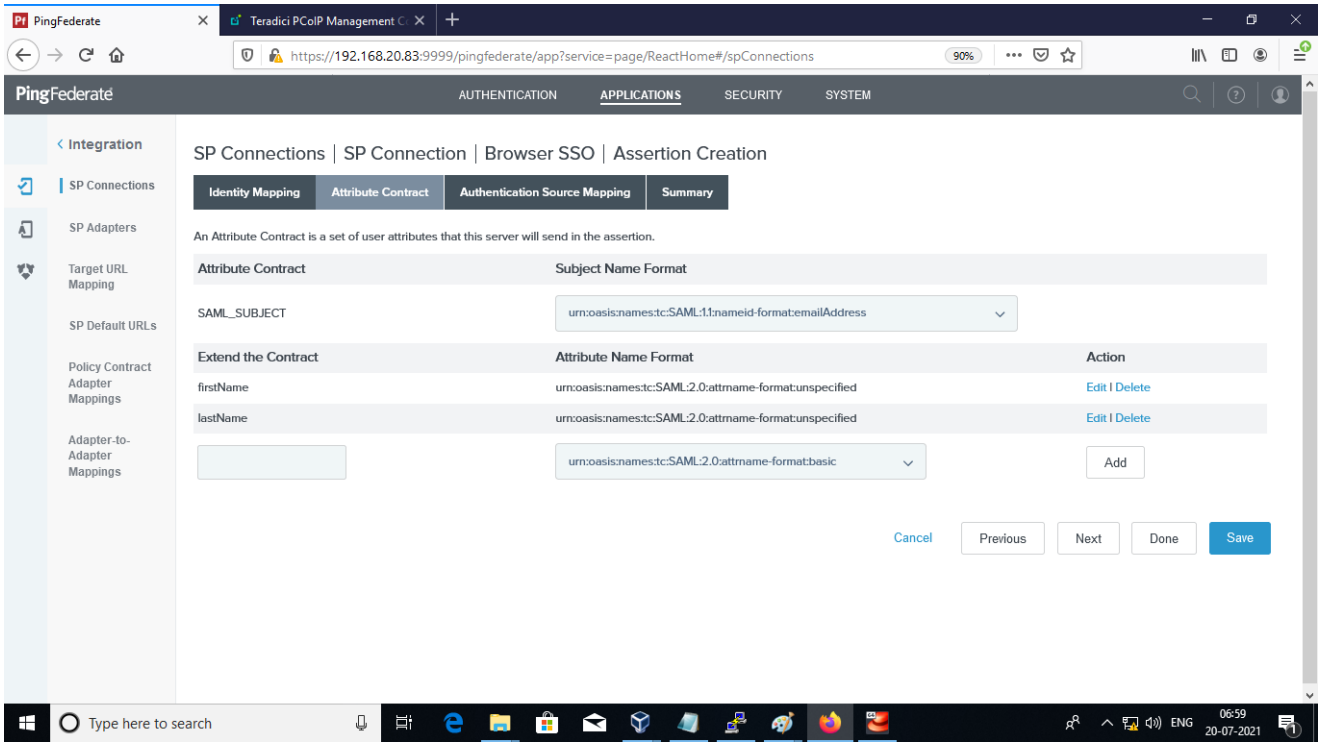 Pf PingFederate
Teradici PCoIP Management C
https://192.168.20.83:9999/pingfederate/app?service=page/ReactHome#/spConnections
90%
PingFederate
AUTHENTICATION
APPLICATIONS
SECURITY
SYSTEM
Integration
SP Connections
SP Adapters
Target URL
Mapping
SP Default URLs
Policy Contract
Adapter
Mappings
Adapter-to-
Adapter
Mappings
SP Connections | SP Connection | Browser SSO | Assertion Creation
Identity Mapping
Attribute Contract
Authentication Source Mapping
Summary
An Attribute Contract is a set of user attributes that this server will send in the assertion.
Attribute Contract Subject Name Format
SAML_SUBJECT urn:oasis:names:tc:SAML:1.1:nameid-format:emailAddress
Extend the Contract Attribute Name Format Action
firstName urn:oasis:names:tc:SAML:2.0:attrname-format:unspecified Edit | Delete
lastName urn:oasis:names:tc:SAML:2.0:attrname-format:unspecified Edit | Delete
urn:oasis:names:tc:SAML:2.0:attrname-format:basic Add
Cancel Previous Next Done Save
Type here to search
ENG
06:59
20-07-2021
1